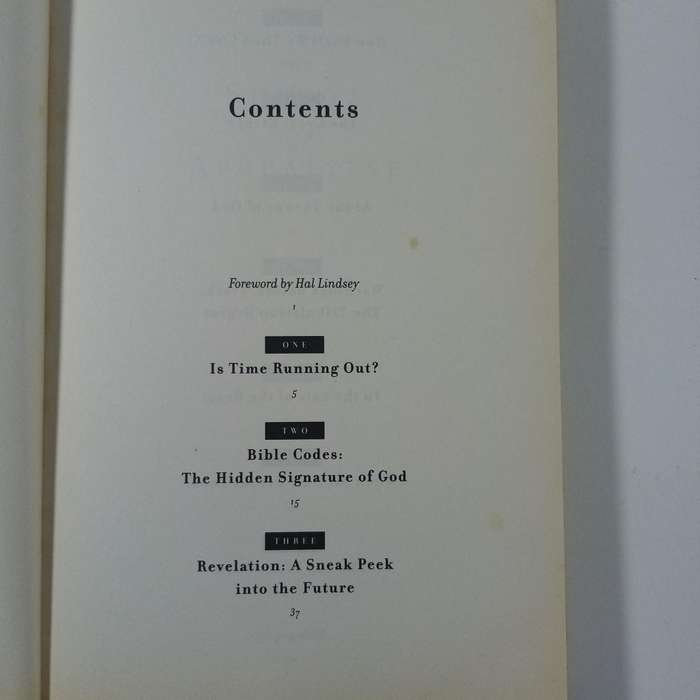 Contents
Foreword by Hal Lindsey
1
ONE
Is Time Running Out?
5
TWO
Bible Codes:
The Hidden Signature of God
15
THREE
Revelation: A Sneak Peek
into the Future
37